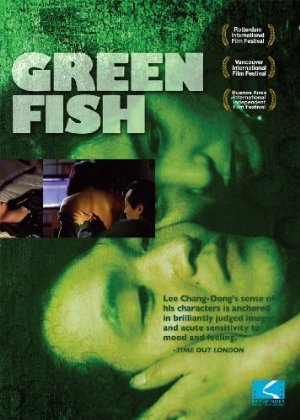 Rotterdam
International
Film Festival
GREEN
FISH
Vancouver
International
Film Festival
Buenos Aires
International
Independent
Film Festival
Lee Chang-Dong's sense of
his characters is anchored
in brilliantly judged images
and acute sensitivity to
mood and feeling.
-TIME OUT LONDON
PATHFINDER